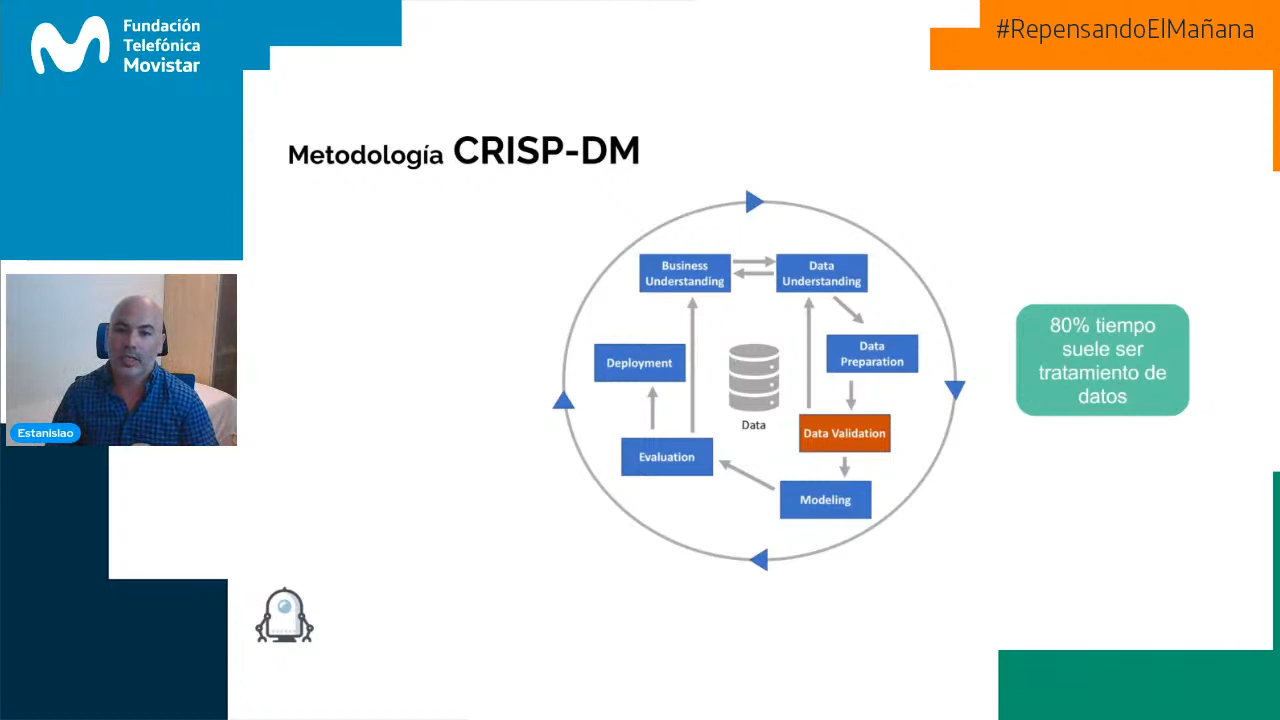 Fundación
Telefónica
Movistar
#RepensandoElMañana
Metodología CRISP-DM
Business
Understanding
Data
Understanding
Data
Preparation
Deployment
Data
Data Validation
Evaluation
Modeling
80% tiempo
suele ser
tratamiento de
datos
Estanislao